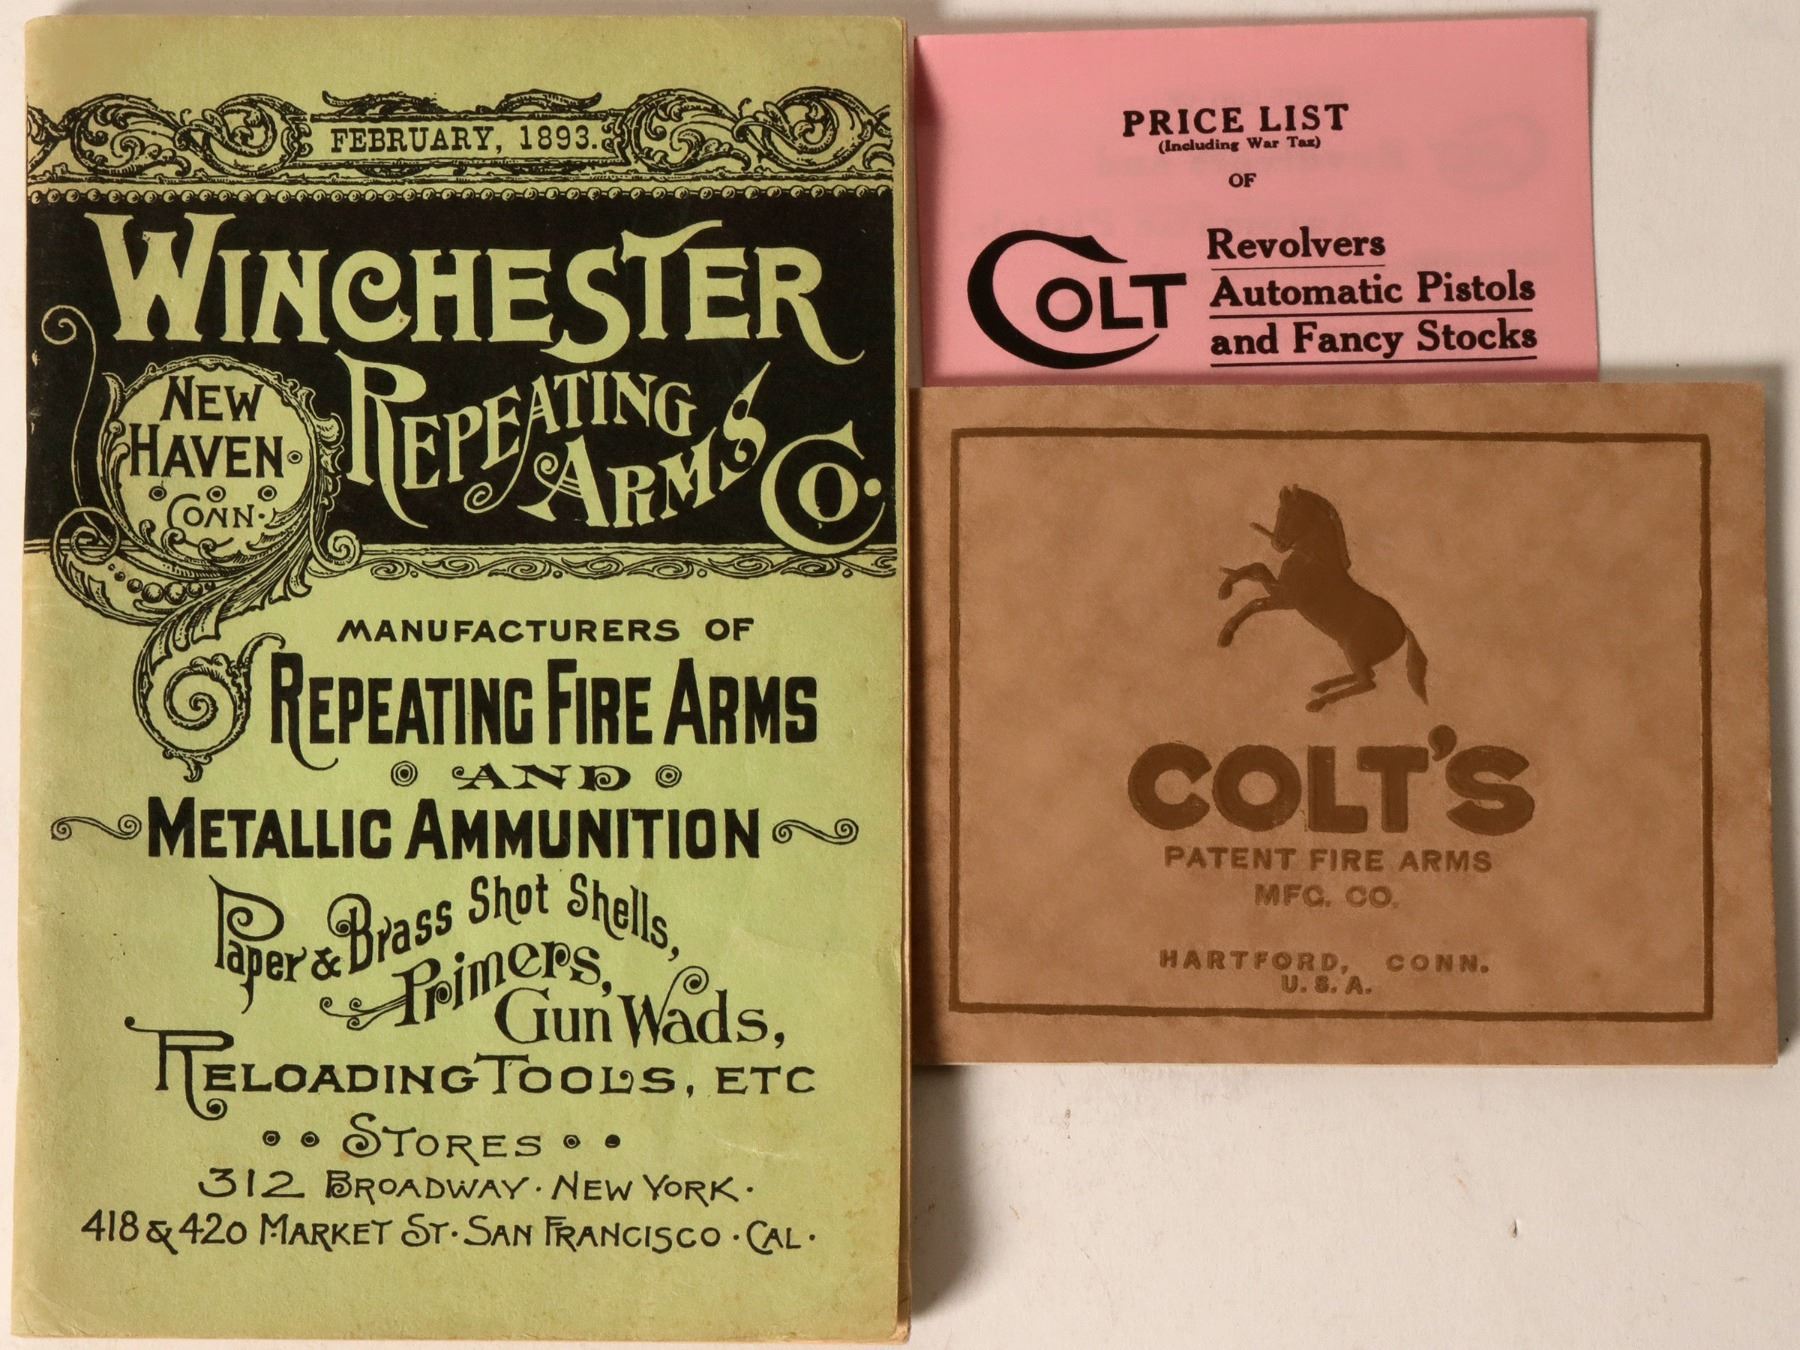 FEBRUARY, 1893.
WINCHESTER
REPEATING
ARMS CO.
NEW
HAVEN
CONN.
MANUFACTURERS OF
REPEATING FIRE ARMS
AND
METALLIC AMMUNITION
Paper & Brass Shot Shells,
Primers,
Gun Wads,
RELOADING TOOLS, ETC
STORES
312 BROADWAY · NEW YORK ·
418 & 420 MARKET ST · SAN FRANCISCO · CAL ·
PRICE LIST
(Including War Tax)
OF
COLT
Revolvers
Automatic Pistols
and Fancy Stocks
COLT'S
PATENT FIRE ARMS
MFG. CO.
HARTFORD, CONN.
U. S. A.